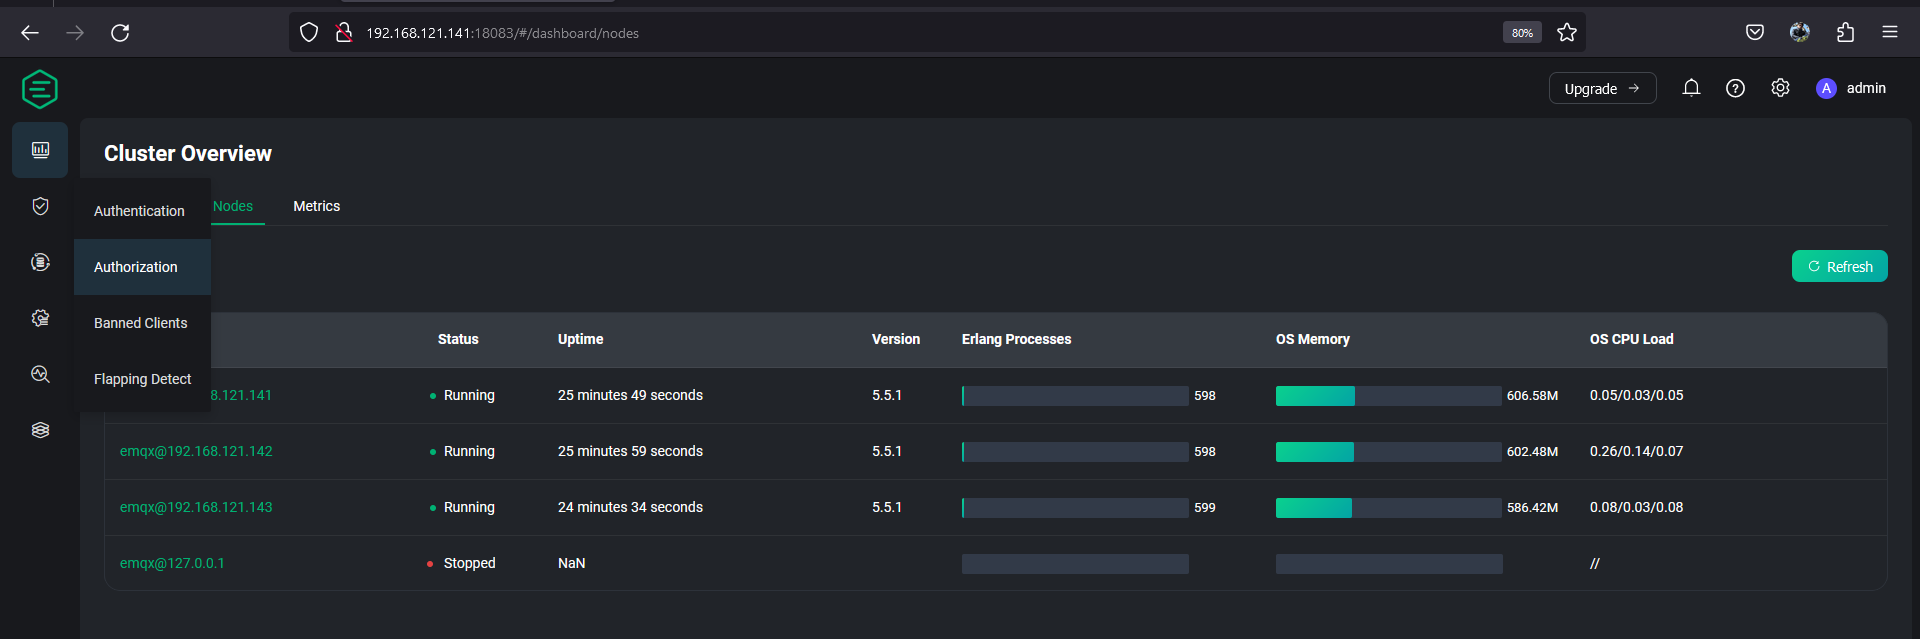 192.168.121.141:18083/#/dashboard/nodes
80%
Upgrade →
?
A
admin
Cluster Overview
Nodes
Metrics
Authentication
Authorization
Banned Clients
Flapping Detect
Refresh
Status Uptime Version Erlang Processes OS Memory OS CPU Load
8.121.141 Running 25 minutes 49 seconds 5.5.1 598 606.58M 0.05/0.03/0.05
emqx@192.168.121.142 Running 25 minutes 59 seconds 5.5.1 598 602.48M 0.26/0.14/0.07
emqx@192.168.121.143 Running 24 minutes 34 seconds 5.5.1 599 586.42M 0.08/0.03/0.08
emqx@127.0.0.1 Stopped NaN //